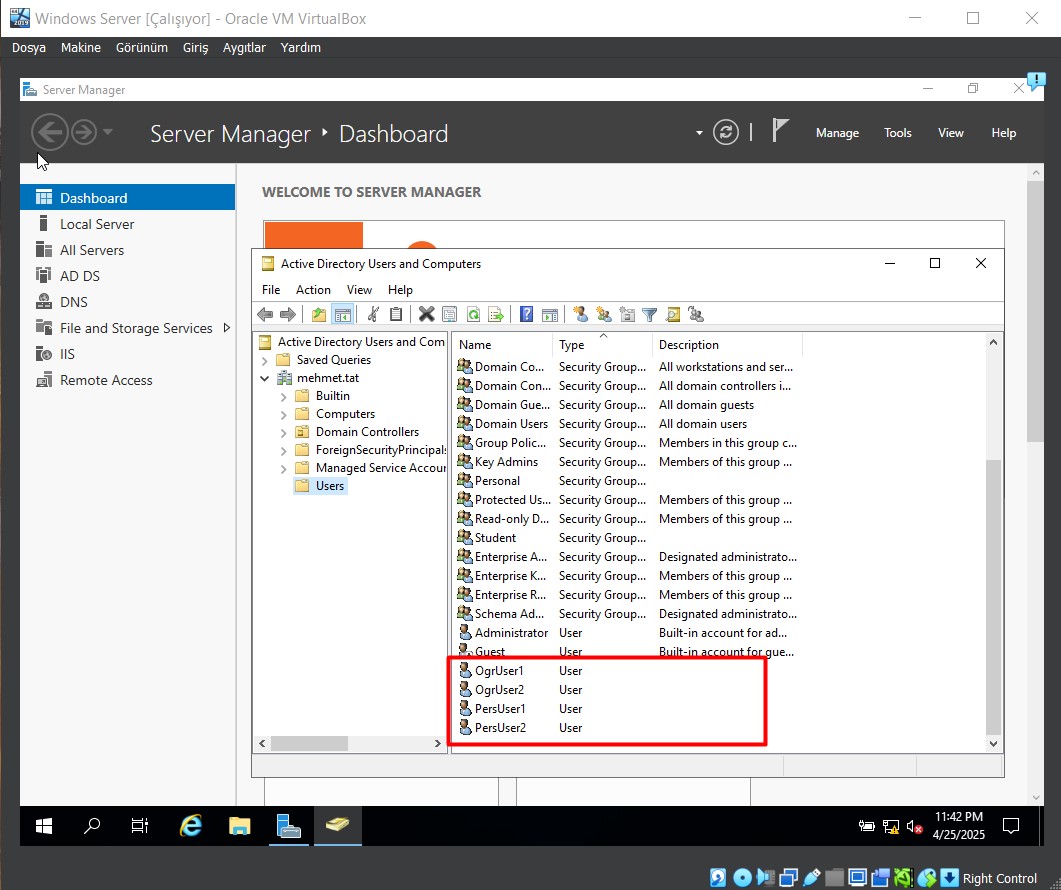 Windows Server [Çalışıyor] - Oracle VM VirtualBox
Dosya Makine Görünüm Giriş Aygıtlar Yardım
Server Manager
Server Manager Dashboard
Manage Tools View Help
Dashboard
Local Server
All Servers
AD DS
DNS
File and Storage Services
IIS
Remote Access
WELCOME TO SERVER MANAGER
Active Directory Users and Computers
File Action View Help
Active Directory Users and Com
Saved Queries
mehmet.tat
Builtin
Computers
Domain Controllers
ForeignSecurityPrincipals
Managed Service Accour
Users
Name Type Description
Domain Co... Security Group... All workstations and ser...
Domain Con... Security Group... All domain controllers i...
Domain Gue... Security Group... All domain guests
Domain Users Security Group... All domain users
Group Polic... Security Group... Members in this group c...
Key Admins Security Group... Members of this group ...
Personal Security Group...
Protected Us... Security Group... Members of this group ...
Read-only D... Security Group... Members of this group ...
Student Security Group...
Enterprise A... Security Group... Designated administrato...
Enterprise K... Security Group... Members of this group ...
Enterprise R... Security Group... Members of this group ...
Schema Ad... Security Group... Designated administrato...
Administrator User Built-in account for ad...
Guest User Built-in account for gue...
OgrUser1 User
OgrUser2 User
PersUser1 User
PersUser2 User
11:42 PM
4/25/2025
Right Control